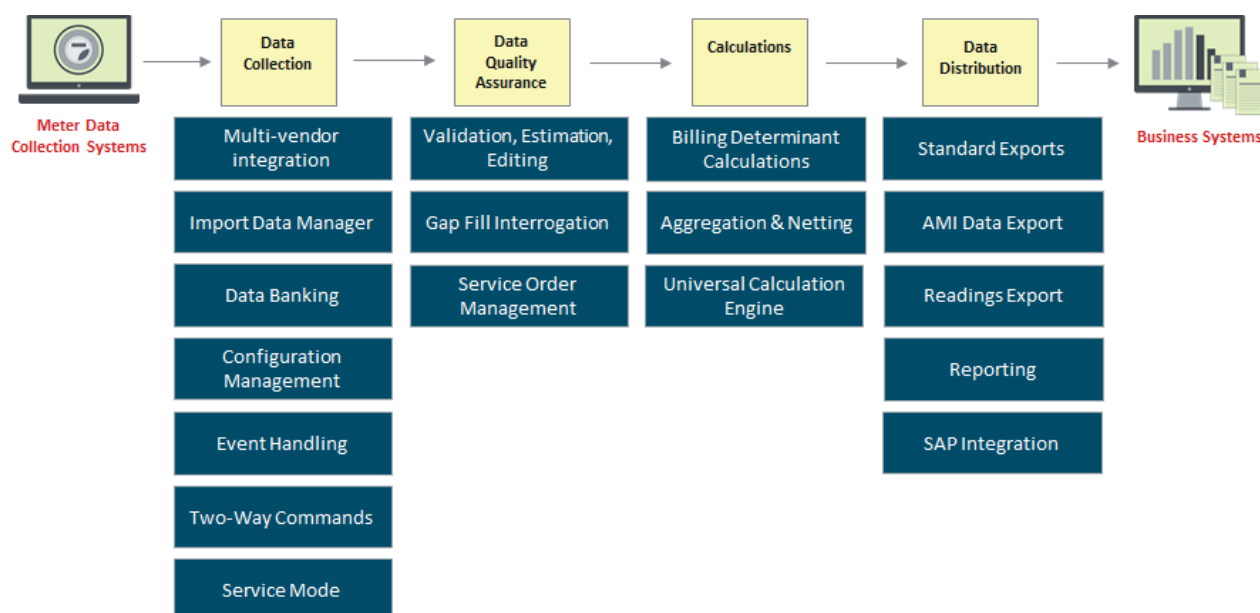 Data
Collection
Data
Quality
Assurance
Calculations
Data
Distribution
Meter Data
Collection Systems
Business Systems
Multi-vendor
integration
Import Data Manager
Data Banking
Configuration
Management
Event Handling
Two-Way Commands
Service Mode
Validation, Estimation,
Editing
Gap Fill Interrogation
Service Order
Management
Billing Determinant
Calculations
Aggregation & Netting
Universal Calculation
Engine
Standard Exports
AMI Data Export
Readings Export
Reporting
SAP Integration